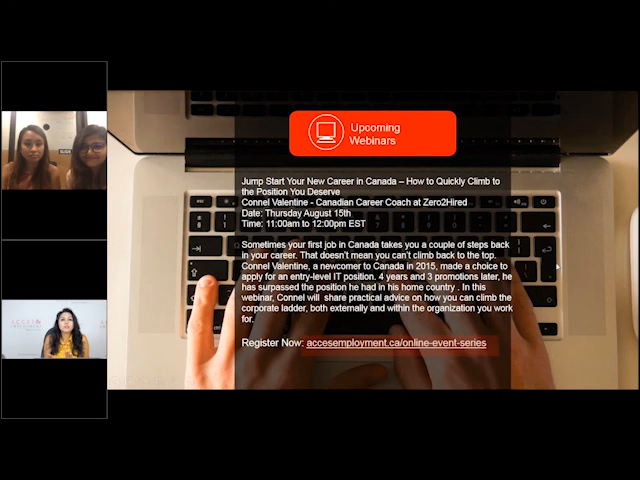 Upcoming
Webinars
Jump Start Your New Career in Canada – How to Quickly Climb to
the Position You Deserve
Connel Valentine - Canadian Career Coach at Zero2Hired
Date: Thursday August 15th
Time: 11:00am to 12:00pm EST
Sometimes your first job in Canada takes you a couple of steps back
in your career. That doesn't mean you can't climb back to the top.
Connel Valentine, a newcomer to Canada in 2015, made a choice to
apply for an entry-level IT position. 4 years and 3 promotions later, he
has surpassed the position he had in his home country . In this
webinar, Connel will share practical advice on how you can climb the
corporate ladder, both externally and within the organization you work
for.
Register Now: accesemployment.ca/online-event-series